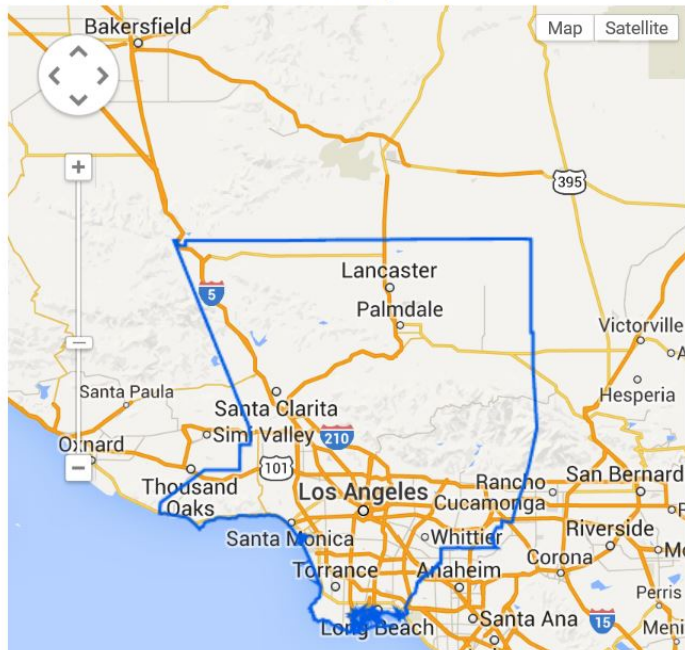 Bakersfield
Map
Satellite
+
395
5
Lancaster
Palmdale
Victorville
A
Hesperia
Santa Paula
Santa Clarita
Simi Valley
210
Oxnard
−
101
Thousand
Oaks
Los Angeles
Rancho
Cucamonga
San Bernard
R
Santa Monica
Whittier
Riverside
Torrance
Anaheim
Corona
Mo
Long Beach
Santa Ana
15
Perris
Meni